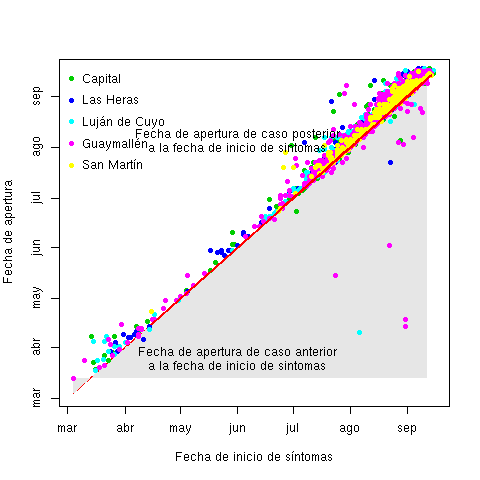 Capital
Las Heras
Luján de Cuyo
Guaymallén
San Martín
Fecha de apertura de caso posterior
a la fecha de inicio de síntomas
Fecha de apertura de caso anterior
a la fecha de inicio de sintomas
Fecha de apertura
mar
abr
may
jun
jul
ago
sep
mar
abr
may
jun
jul
ago
sep
Fecha de inicio de síntomas